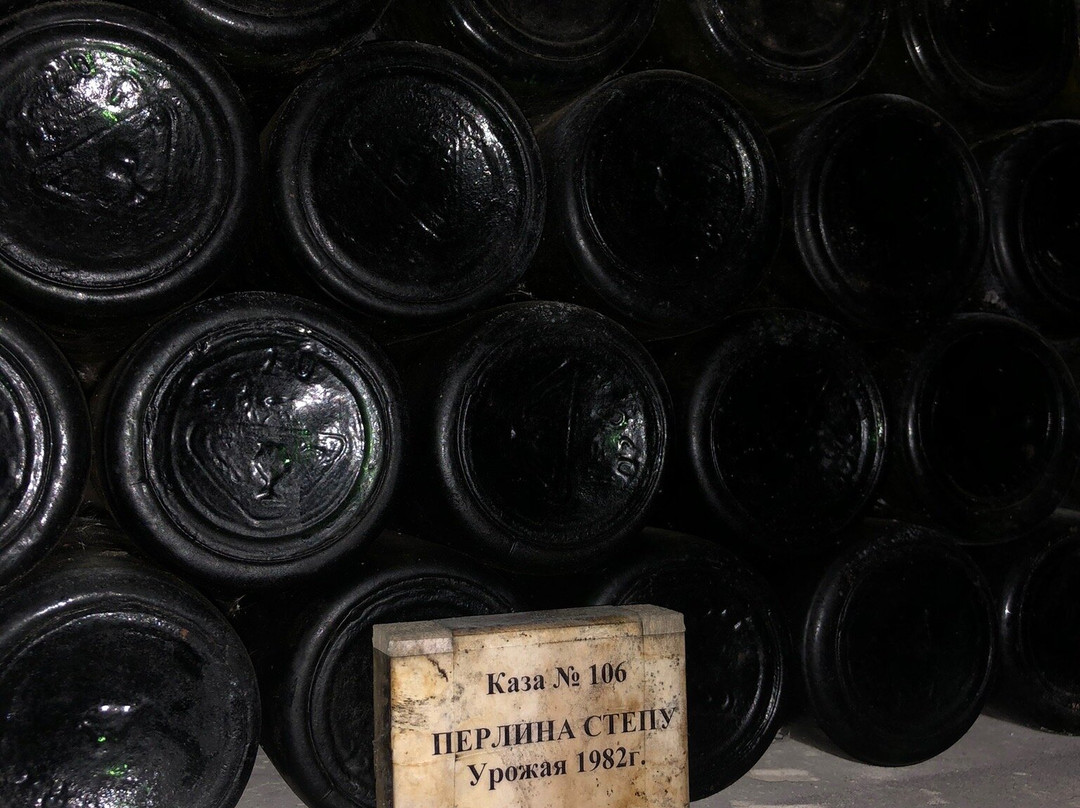 Каза № 106
ПЕРЛИНА СТЕПУ
Урожая 1982г.